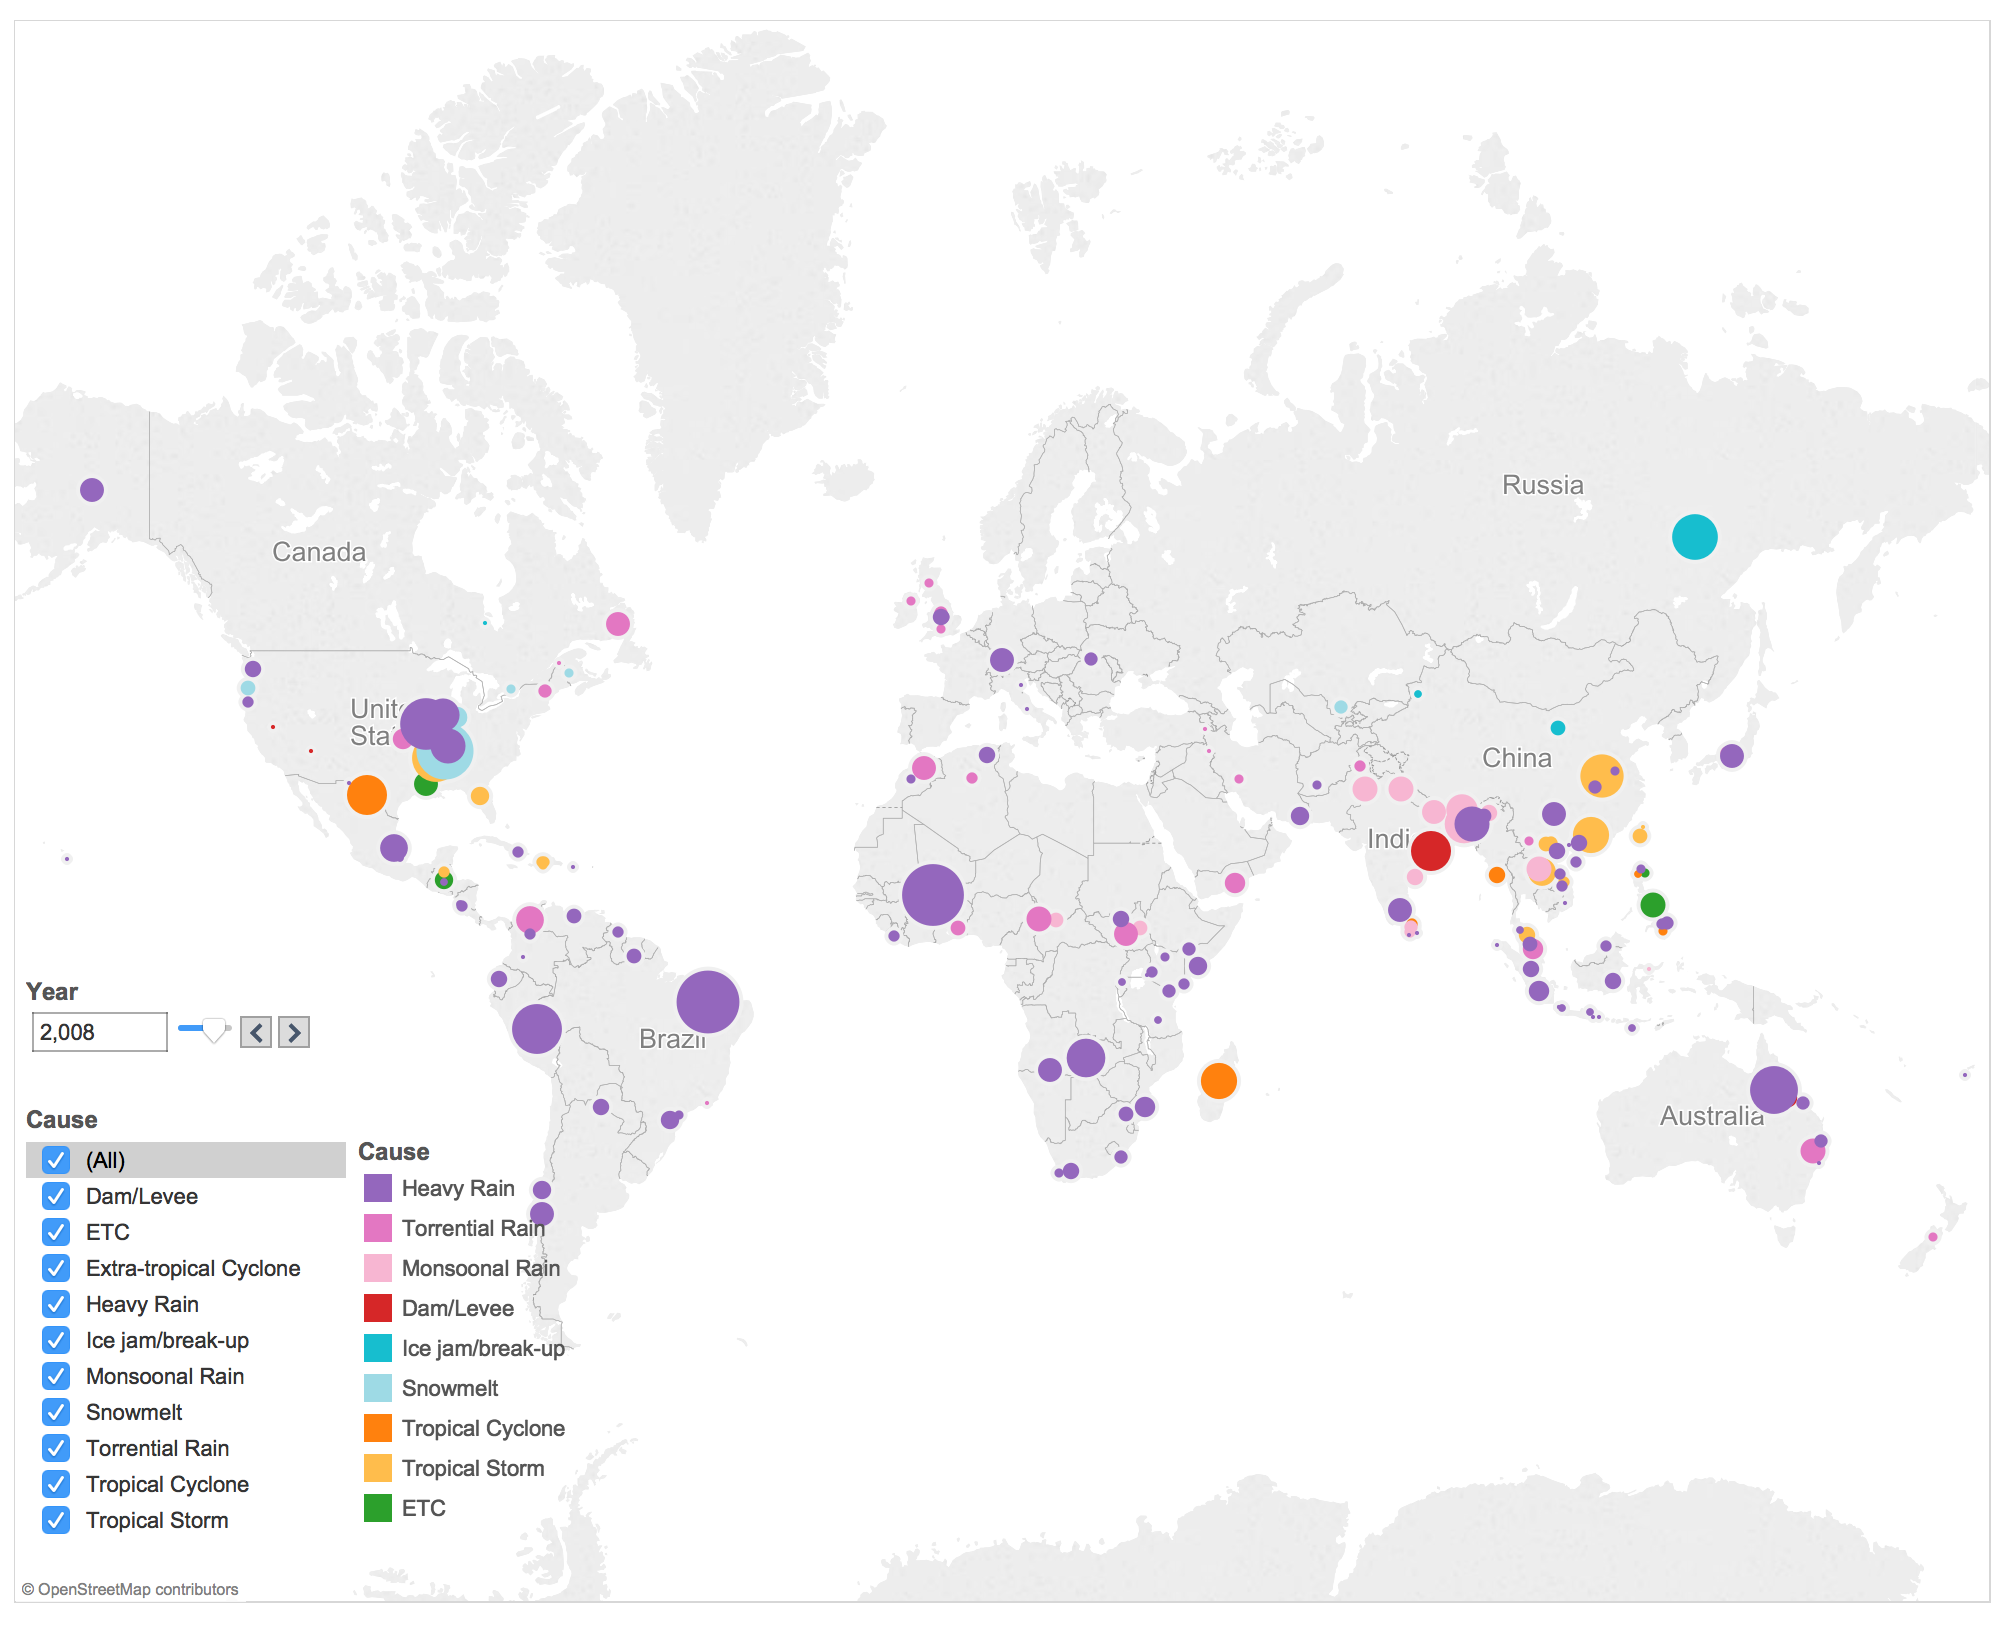 Russia
Canada
Unite
Sta
China
Indi
Brazil
Australia
Year
2,008
Cause
(All)
Dam/Levee
ETC
Extra-tropical Cyclone
Heavy Rain
Ice jam/break-up
Monsoonal Rain
Snowmelt
Torrential Rain
Tropical Cyclone
Tropical Storm
Cause
Heavy Rain
Torrential Rain
Monsoonal Rain
Dam/Levee
Ice jam/break-up
Snowmelt
Tropical Cyclone
Tropical Storm
ETC
© OpenStreetMap contributors